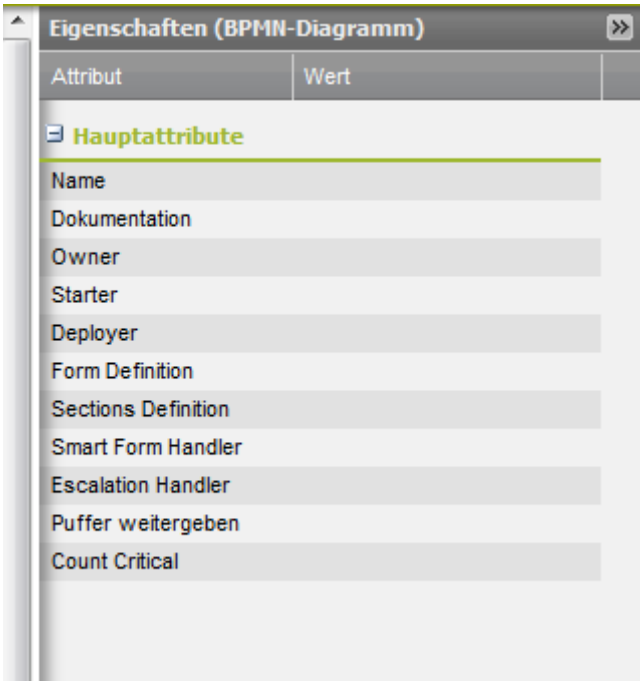 Eigenschaften (BPMN-Diagramm)
Attribut Wert
Hauptattribute
Name
Dokumentation
Owner
Starter
Deployer
Form Definition
Sections Definition
Smart Form Handler
Escalation Handler
Puffer weitergeben
Count Critical